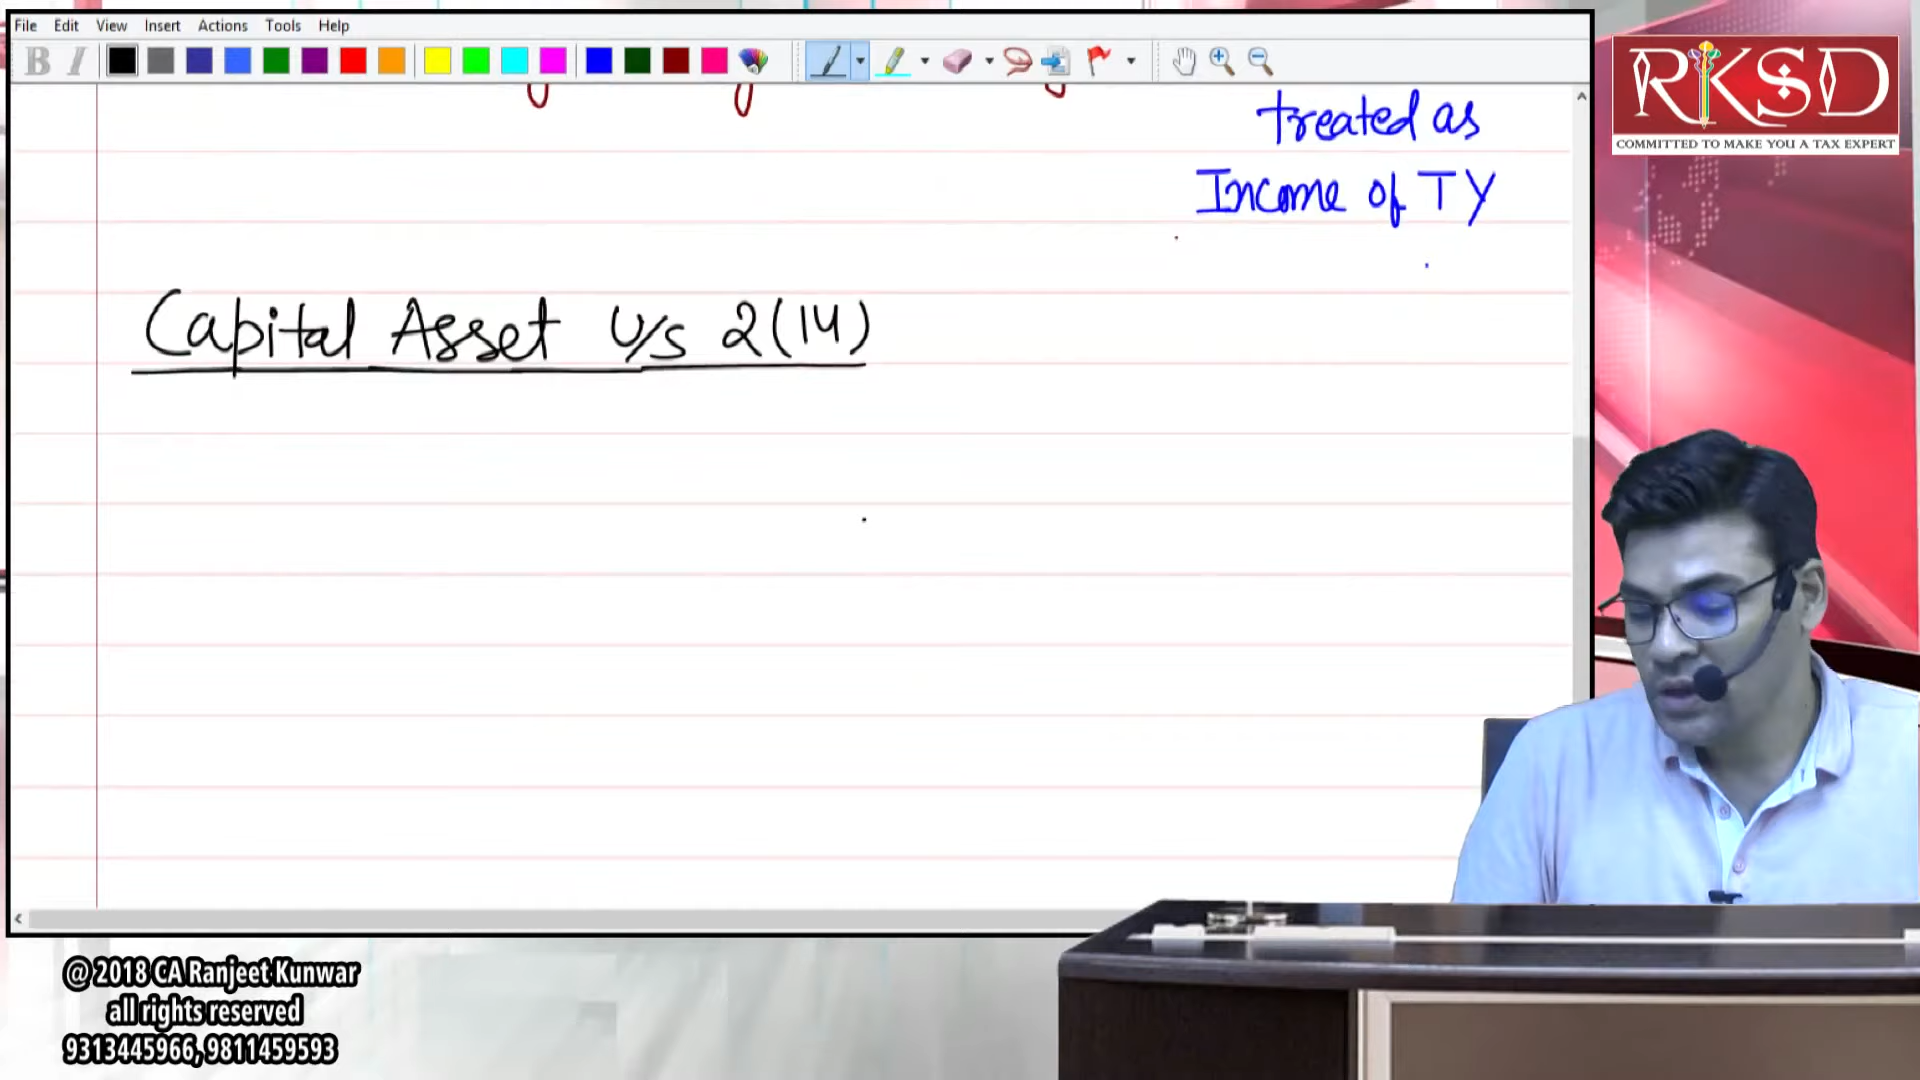 File Edit View Insert Actions Tools Help
B I
treated as
Income of TY
Capital Asset U/s 2(14)
RKSD
COMMITTED TO MAKE YOU A TAX EXPERT
@ 2018 CA Ranjeet Kunwar
all rights reserved
9313445966, 9811459593